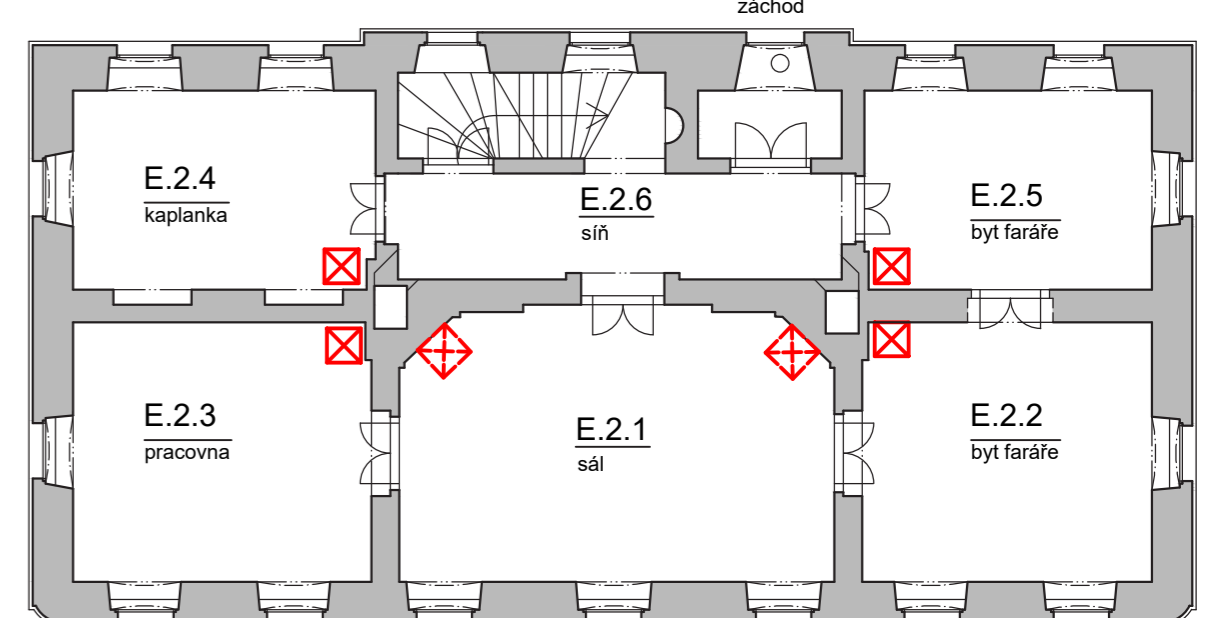 záchod
E.2.4
kaplanka
E.2.6
síň
E.2.5
byt faráře
E.2.3
pracovna
E.2.1
sál
E.2.2
byt faráře